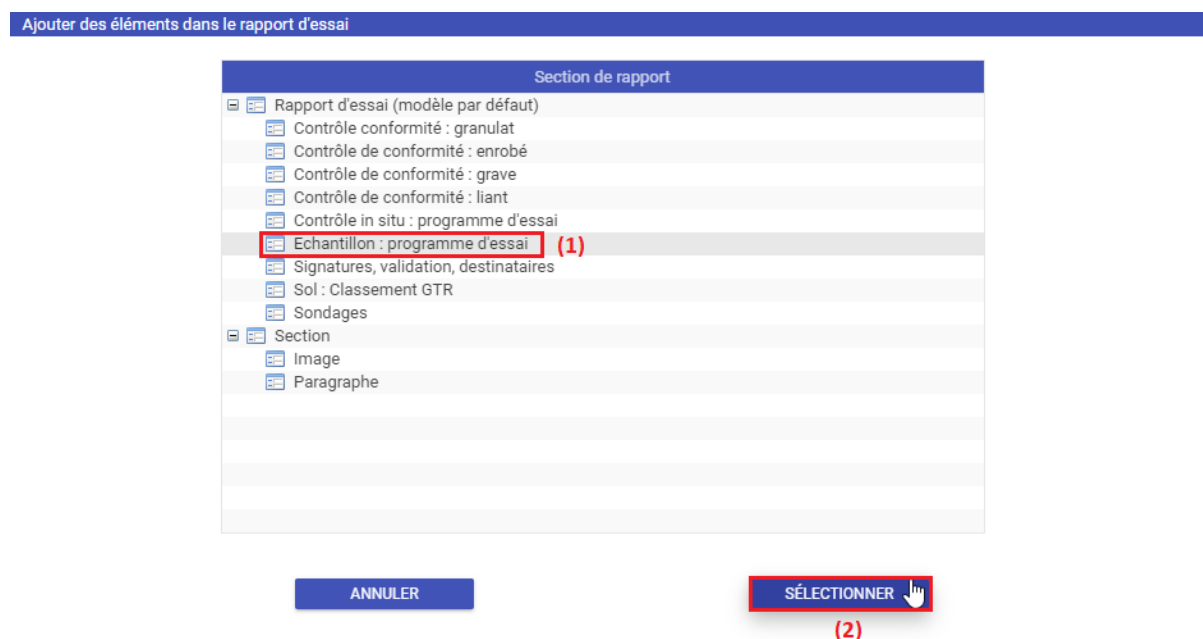 Ajouter des éléments dans le rapport d'essai
Section de rapport
Rapport d'essai (modèle par défaut)
Contrôle conformité : granulat
Contrôle de conformité : enrobé
Contrôle de conformité : grave
Contrôle de conformité : liant
Contrôle in situ : programme d'essai
Echantillon : programme d'essai (1)
Signatures, validation, destinataires
Sol : Classement GTR
Sondages
Section
Image
Paragraphe
ANNULER SÉLECTIONNER
(2)